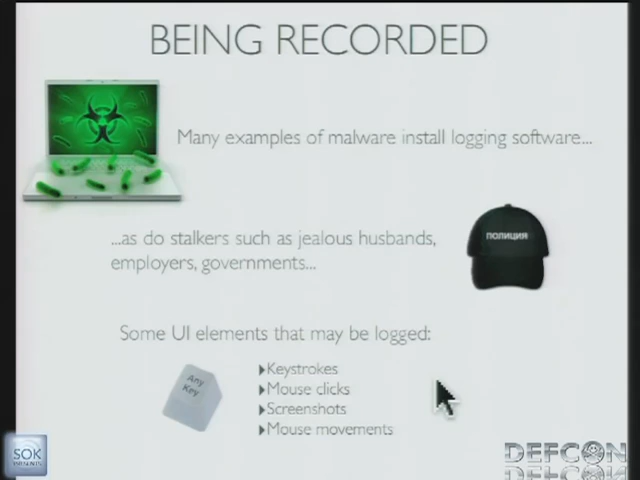 BEING RECORDED
Many examples of malware install logging software...
...as do stalkers such as jealous husbands,
ПОЛИЦИЯ
employers, governments...
Some UI elements that may be logged:
Any
Key
Keystrokes
Mouse clicks
Screenshots
Mouse movements
SOK
DEFCON